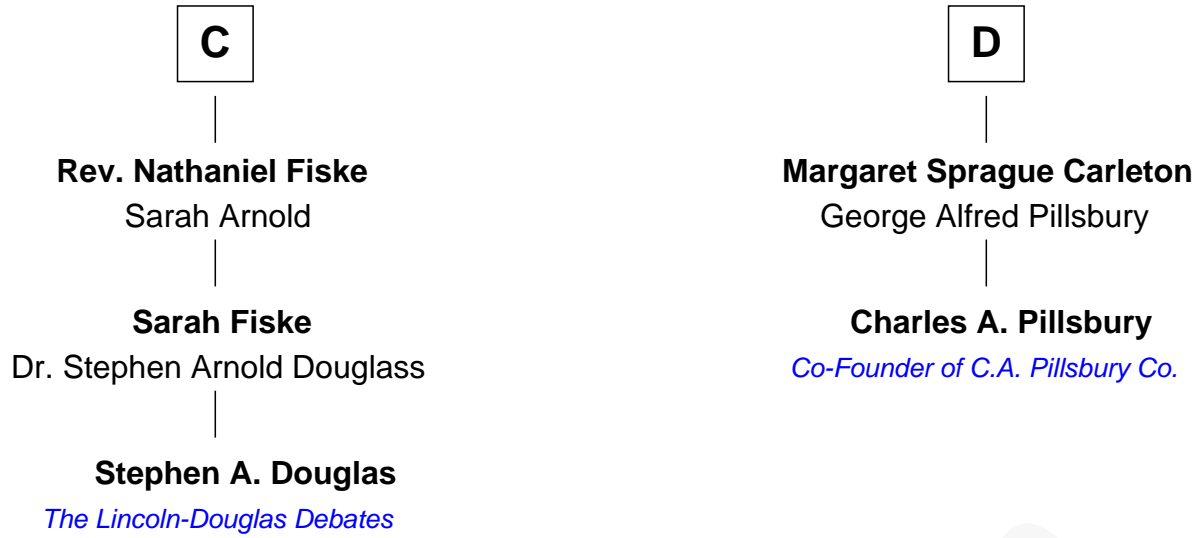 C
Rev. Nathaniel Fiske
Sarah Arnold
Sarah Fiske
Dr. Stephen Arnold Douglass
Stephen A. Douglas
The Lincoln-Douglas Debates
D
Margaret Sprague Carleton
George Alfred Pillsbury
Charles A. Pillsbury
Co-Founder of C.A. Pillsbury Co.